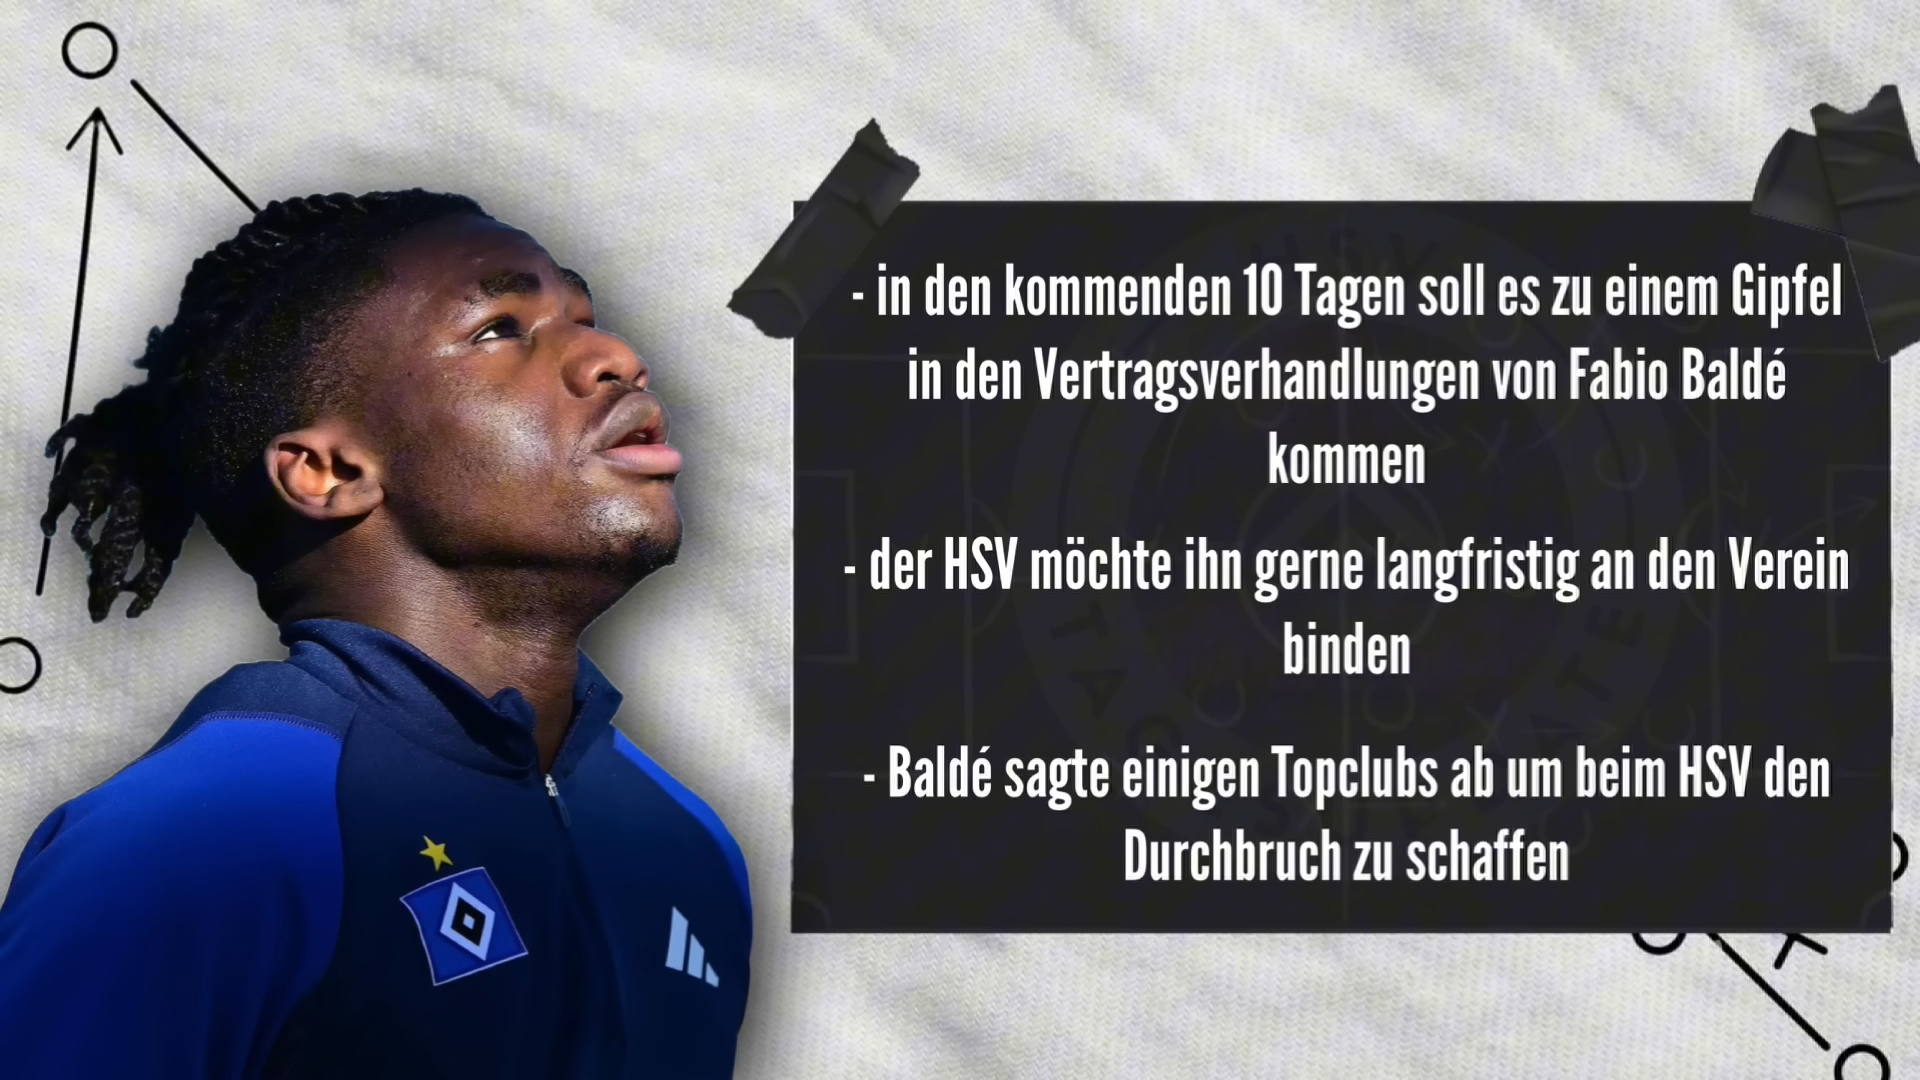 - in den kommenden 10 Tagen soll es zu einem Gipfel
in den Vertragsverhandlungen von Fabio Baldé
kommen
- der HSV möchte ihn gerne langfristig an den Verein
binden
- Baldé sagte einigen Topclubs ab um beim HSV den
Durchbruch zu schaffen